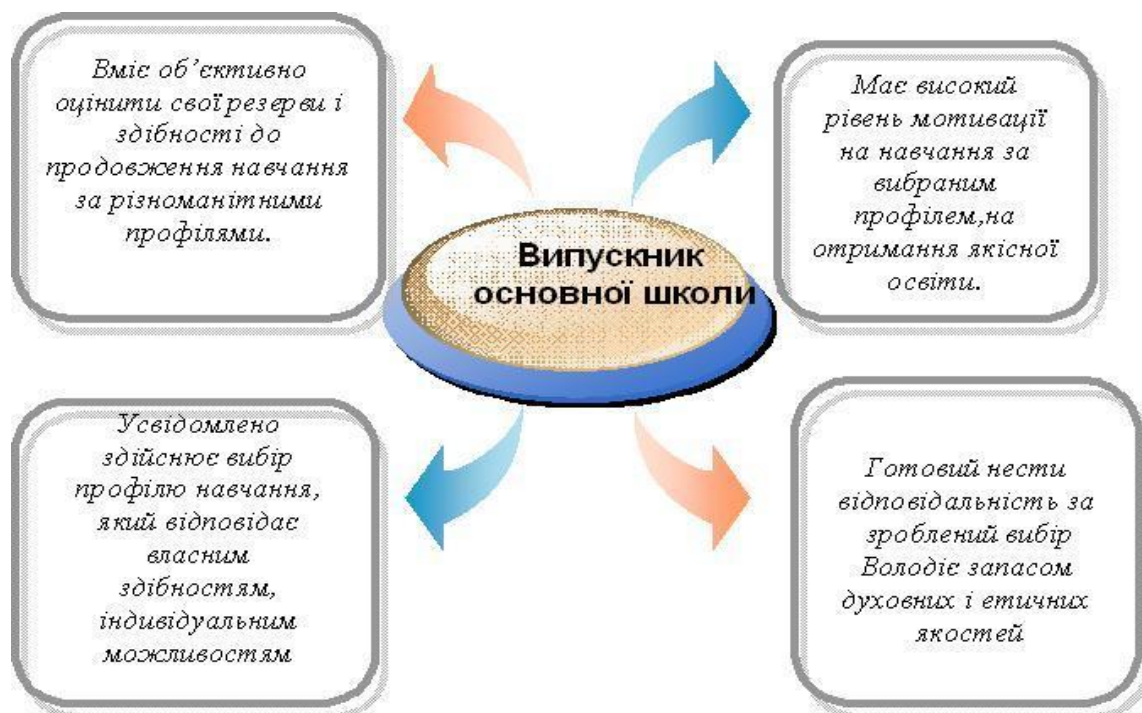 Вміє об’єктивно
оцінити свої резерви і
здібності до
продовження навчання
за різноманітними
профілями.
Має високий
рівень мотивації
на навчання за
вибраним
профілем,на
отримання якісної
освіти.
Випускник
основної школи
Усвідомлено
здійснює вибір
профілю навчання,
який відповідає
власним
здібностям,
індивідуальним
можливостям
Готовий нести
відповідальність за
зроблений вибір
Володіє запасом
духовних і етичних
якостей